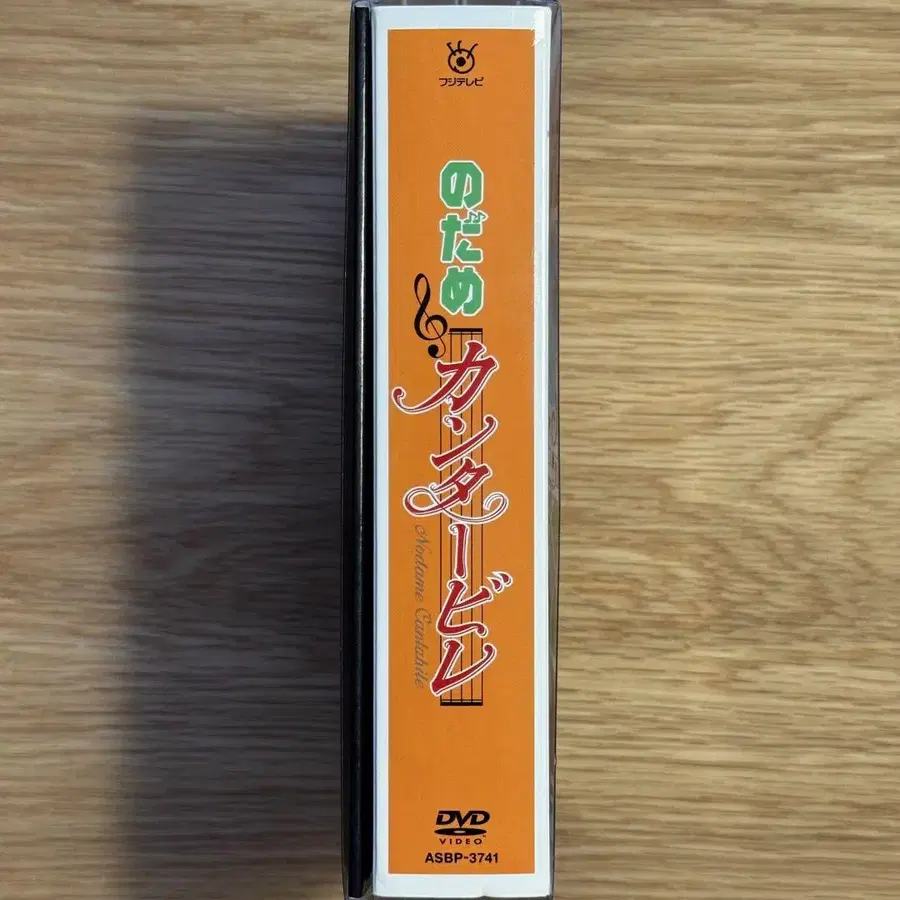 フジテレビ
のだめ
カンタービレ
Nodame Cantabile
DVD
VIDEO
ASBP-3741